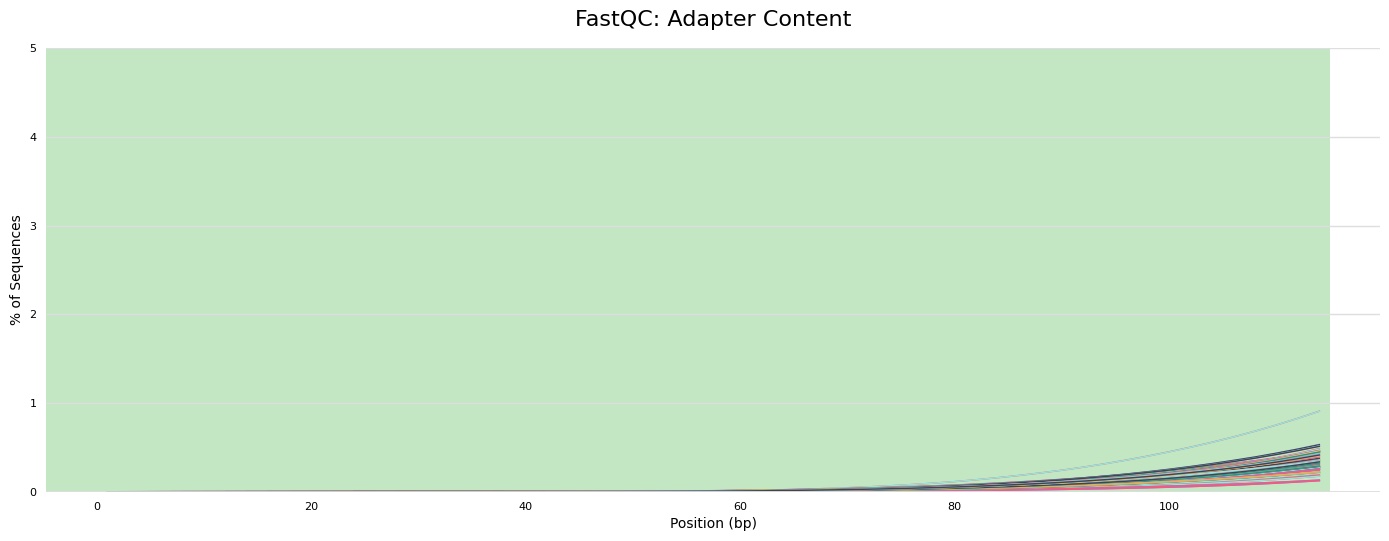 FastQC: Adapter Content
5
4
3
2
1
0
% of Sequences
0 20 40 60 80 100
Position (bp)